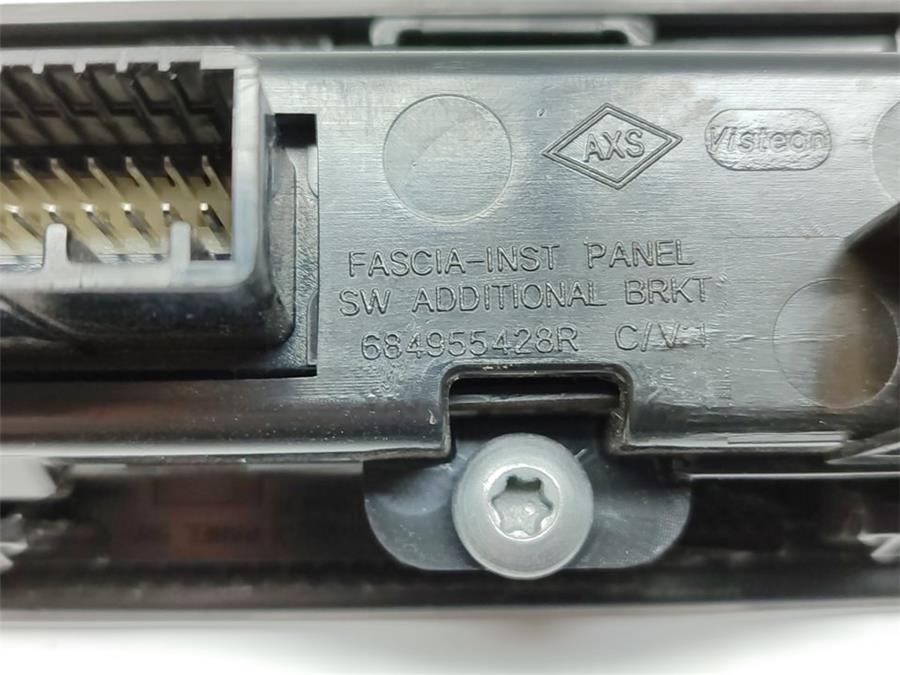 AXS
Visteon
FASCIA-INST PANEL
SW ADDITIONAL BRKT
684955428R C/V:1